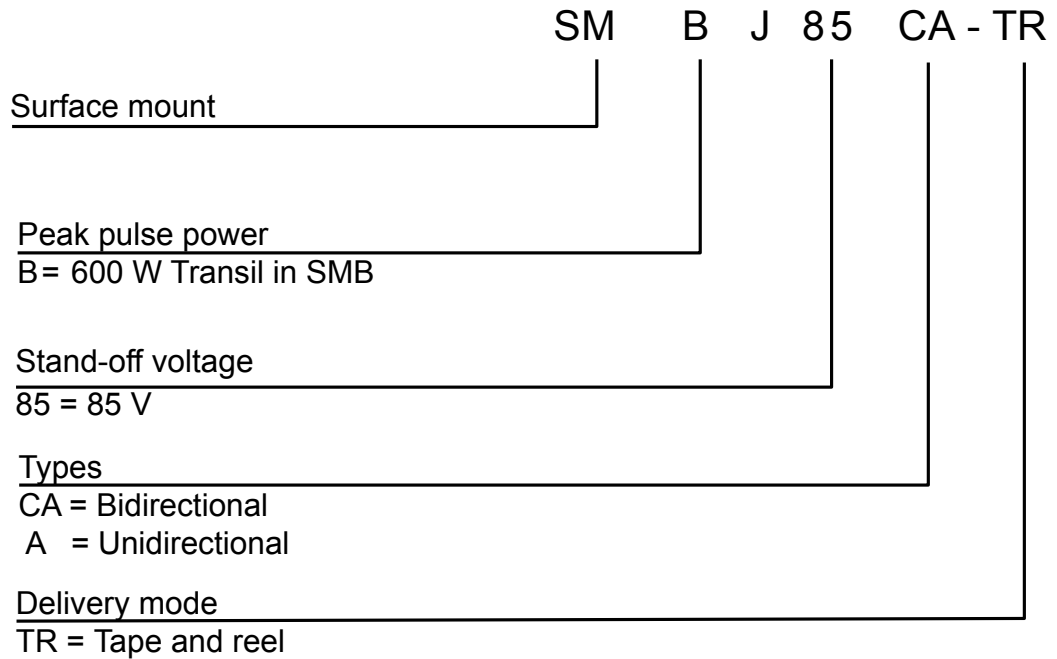 SM B J 85 CA - TR
Surface mount
Peak pulse power
B= 600 W Transil in SMB
Stand-off voltage
85 = 85 V
Types
CA = Bidirectional
A = Unidirectional
Delivery mode
TR = Tape and reel